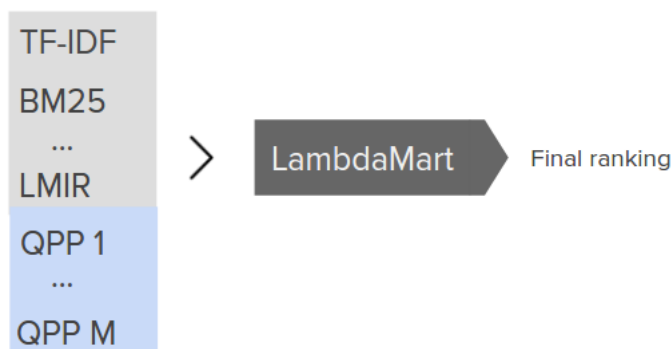 TF-IDF
BM25
...
LMIR
QPP 1
...
QPP M
LambdaMart
Final ranking